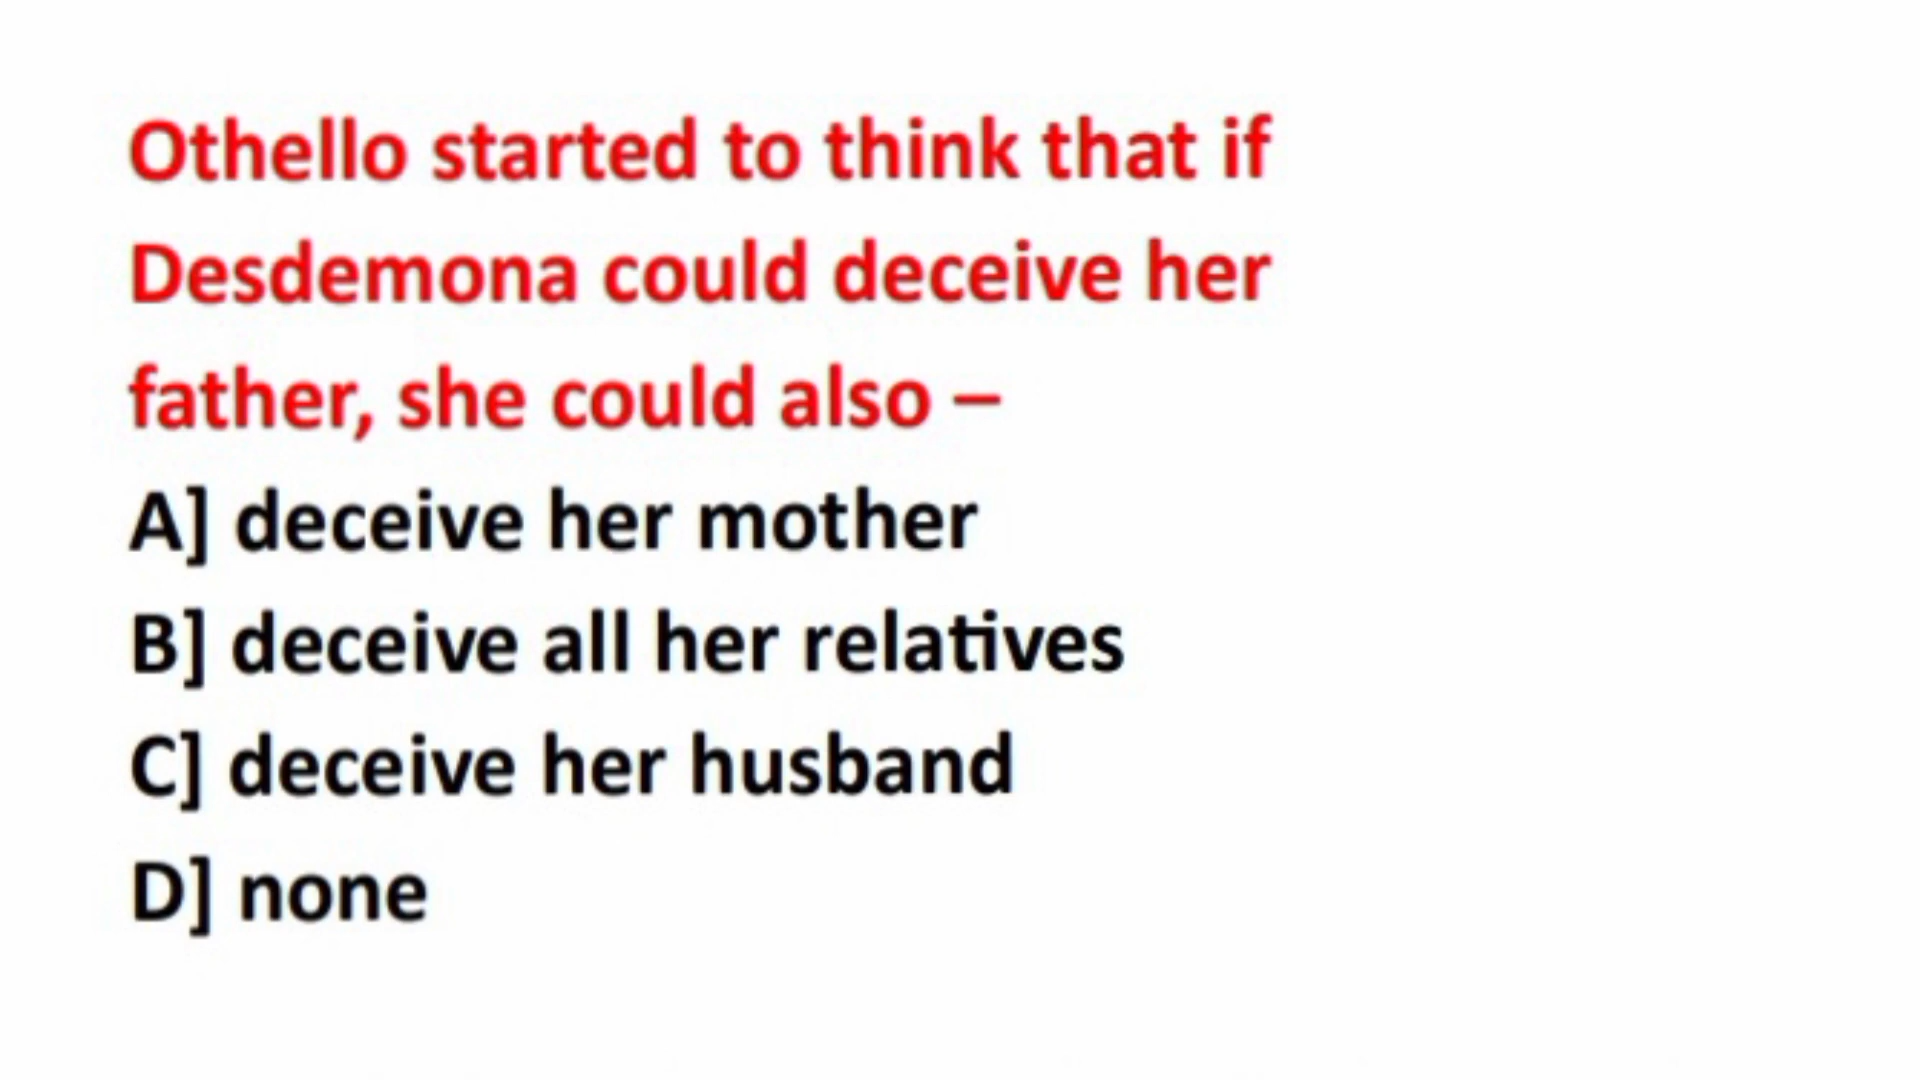 Othello started to think that if
Desdemona could deceive her
father, she could also –
A] deceive her mother
B] deceive all her relatives
C] deceive her husband
D] none